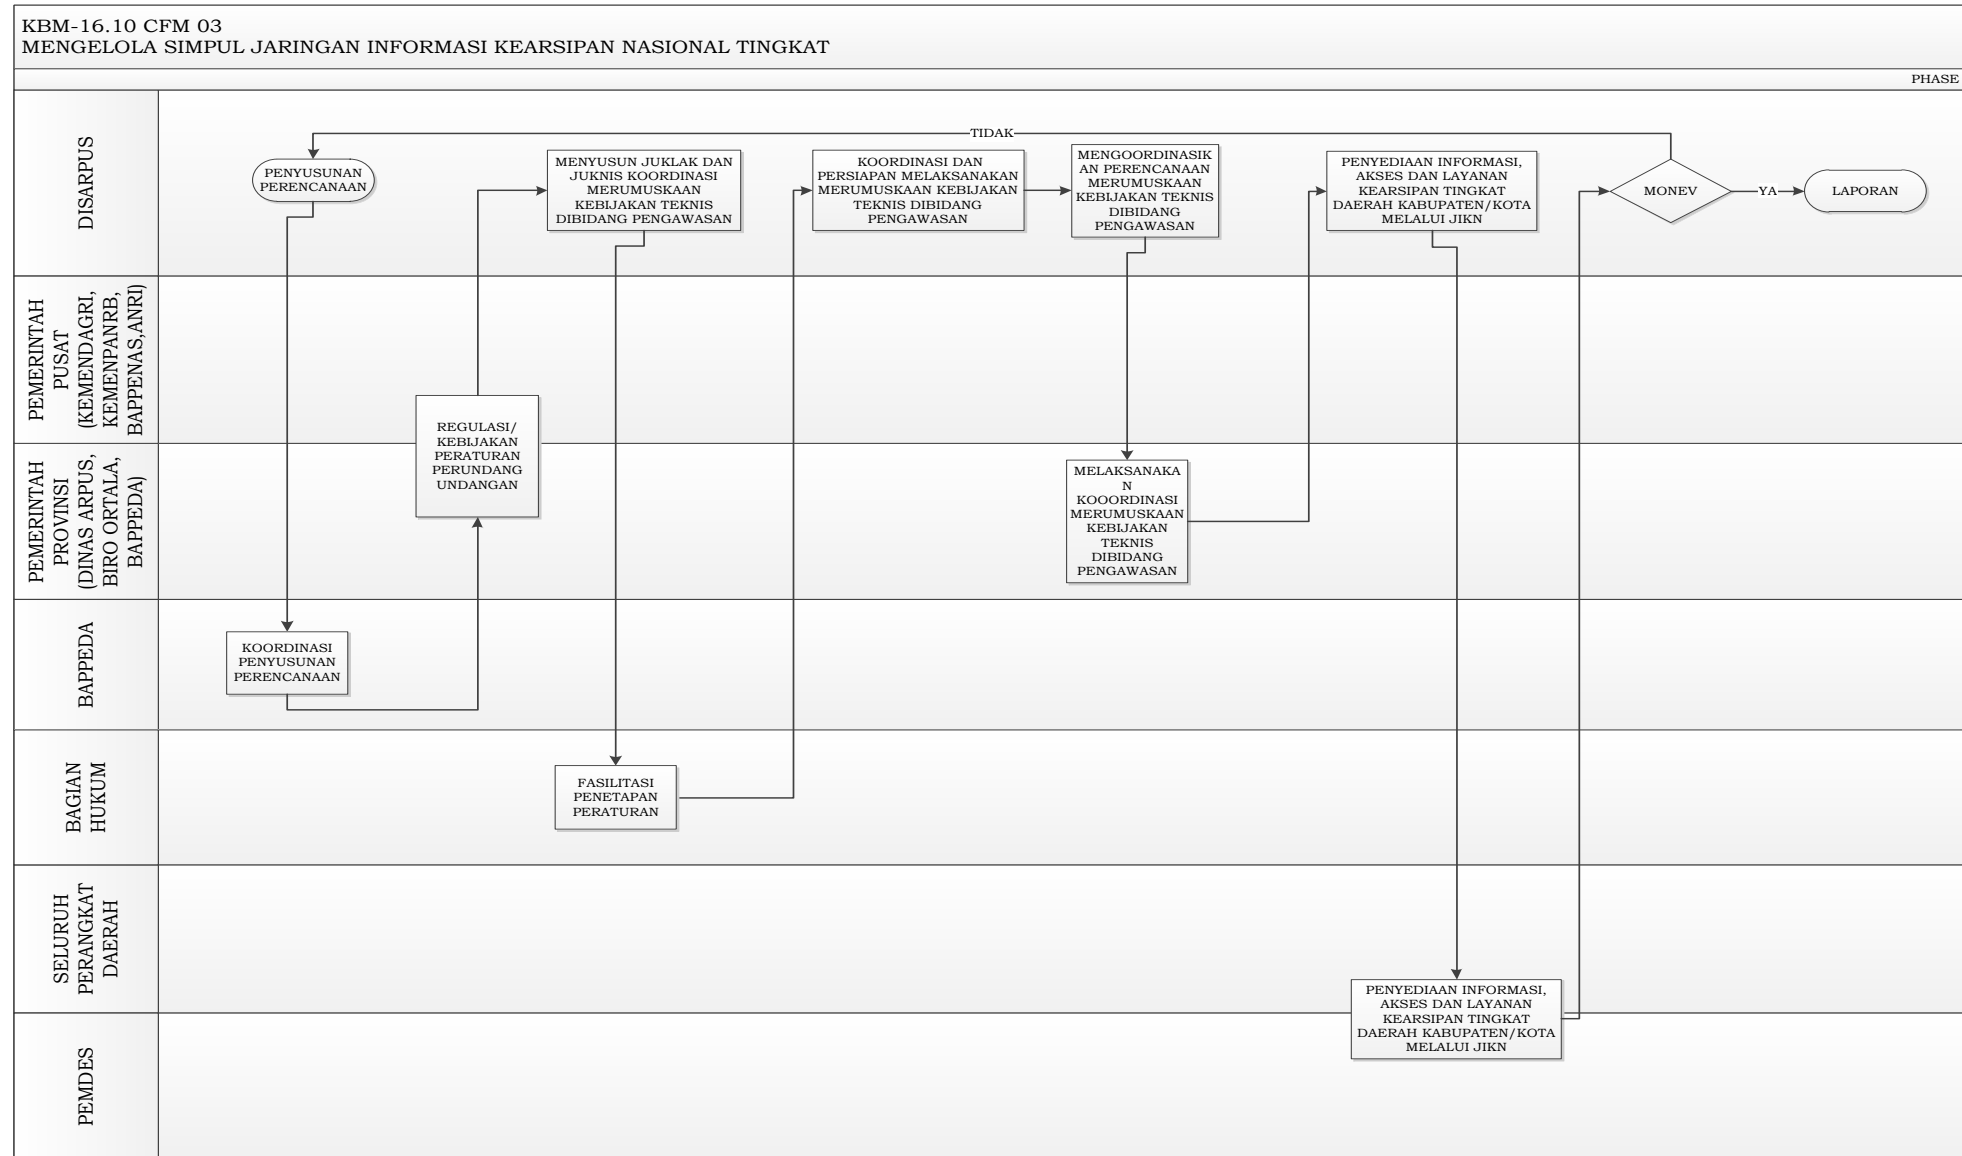 KBM-16.10 CFM 03
MENGELOLA SIMPUL JARINGAN INFORMASI KEARSIPAN NASIONAL TINGKAT
PHASE
DISARPUS
PENYUSUNAN
PERENCANAAN
MENYUSUN JUKLAK DAN
JUKNIS KOORDINASI
MERUMUSKAAN
KEBIJAKAN TEKNIS
DIBIDANG PENGAWASAN
TIDAK
KOORDINASI DAN
PERSIAPAN MELAKSANAKAN
MERUMUSKAAN KEBIJAKAN
TEKNIS DIBIDANG
PENGAWASAN
MENGOORDINASIK
AN PERENCANAAN
MERUMUSKAAN
KEBIJAKAN TEKNIS
DIBIDANG
PENGAWASAN
PENYEDIAAN INFORMASI,
AKSES DAN LAYANAN
KEARSIPAN TINGKAT
DAERAH KABUPATEN/KOTA
MELALUI JIKN
MONEV
YA
LAPORAN
PEMERINTAH
PUSAT
(KEMENDAGRI,
KEMENPANRB,
BAPPENAS,ANRI)
REGULASI/
KEBIJAKAN
PERATURAN
PERUNDANG
UNDANGAN
PEMERINTAH
PROVINSI
(DINAS ARPUS,
BIRO ORTALA,
BAPPEDA)
MELAKSANAKA
N
KOOORDINASI
MERUMUSKAAN
KEBIJAKAN
TEKNIS
DIBIDANG
PENGAWASAN
BAPPEDA
KOORDINASI
PENYUSUNAN
PERENCANAAN
BAGIAN
HUKUM
FASILITASI
PENETAPAN
PERATURAN
SELURUH
PERANGKAT
DAERAH
PENYEDIAAN INFORMASI,
AKSES DAN LAYANAN
KEARSIPAN TINGKAT
DAERAH KABUPATEN/KOTA
MELALUI JIKN
PEMDES